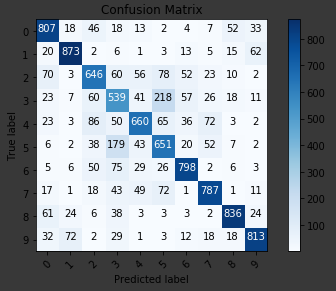 Confusion Matrix
0 807 18 46 18 13 2 4 7 52 33
1 20 873 2 6 1 3 13 5 15 62
2 70 3 646 60 56 78 52 23 10 2
3 23 7 60 539 41 218 57 26 18 11
4 23 3 86 50 660 65 36 72 3 2
5 6 2 38 179 43 651 20 52 7 2
6 5 6 50 75 29 26 798 2 6 3
7 17 1 18 43 49 72 1 787 1 11
8 61 24 6 38 3 3 3 2 836 24
9 32 72 2 29 1 3 12 18 18 813
0 1 2 3 4 5 6 7 8 9
True label
Predicted label
800
700
600
500
400
300
200
100